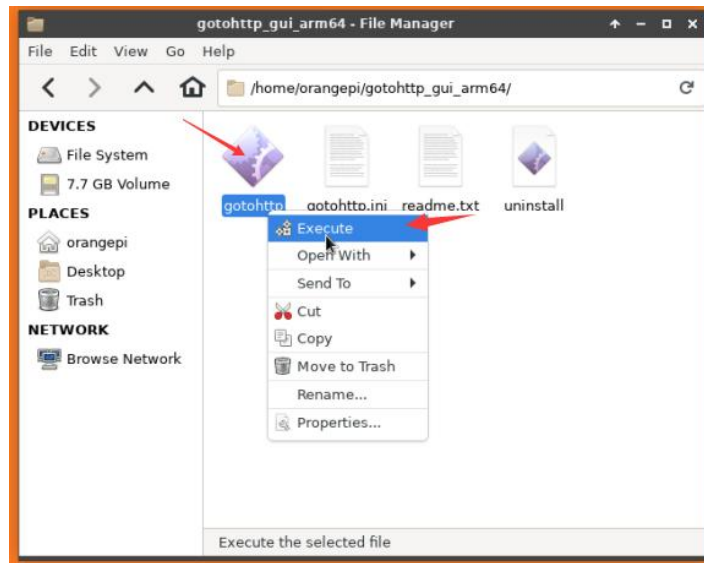 gotohttp_gui_arm64 - File Manager
File Edit View Go Help
/home/orangepi/gotohttp_gui_arm64/
DEVICES
File System
7.7 GB Volume
PLACES
orangepi
Desktop
Trash
NETWORK
Browse Network
gotohttp gotohttp.ini readme.txt uninstall
Execute
Open With
Send To
Cut
Copy
Move to Trash
Rename...
Properties...
Execute the selected file